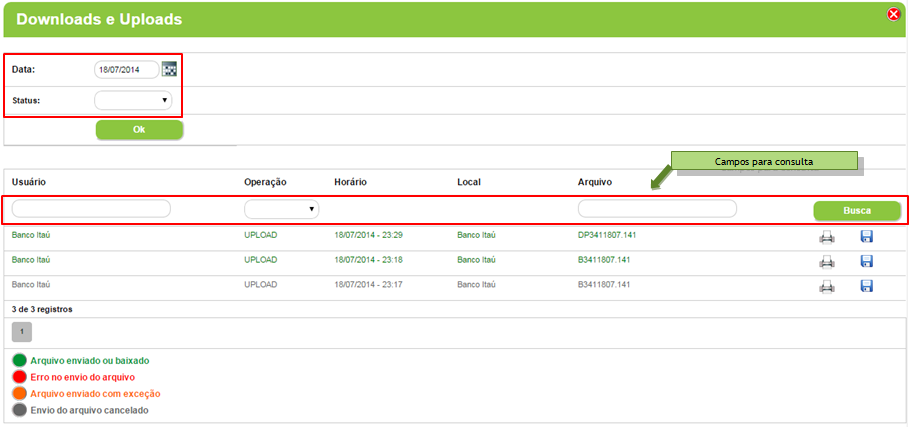 Downloads e Uploads
Data: 18/07/2014
Status:
Ok
Campos para consulta
Usuário Operação Horário Local Arquivo
Busca
Banco Itaú UPLOAD 18/07/2014 - 23:29 Banco Itaú DP3411807.141
Banco Itaú UPLOAD 18/07/2014 - 23:18 Banco Itaú B3411807.141
Banco Itaú UPLOAD 18/07/2014 - 23:17 Banco Itaú B3411807.141
3 de 3 registros
1
Arquivo enviado ou baixado
Erro no envio do arquivo
Arquivo enviado com exceção
Envio do arquivo cancelado